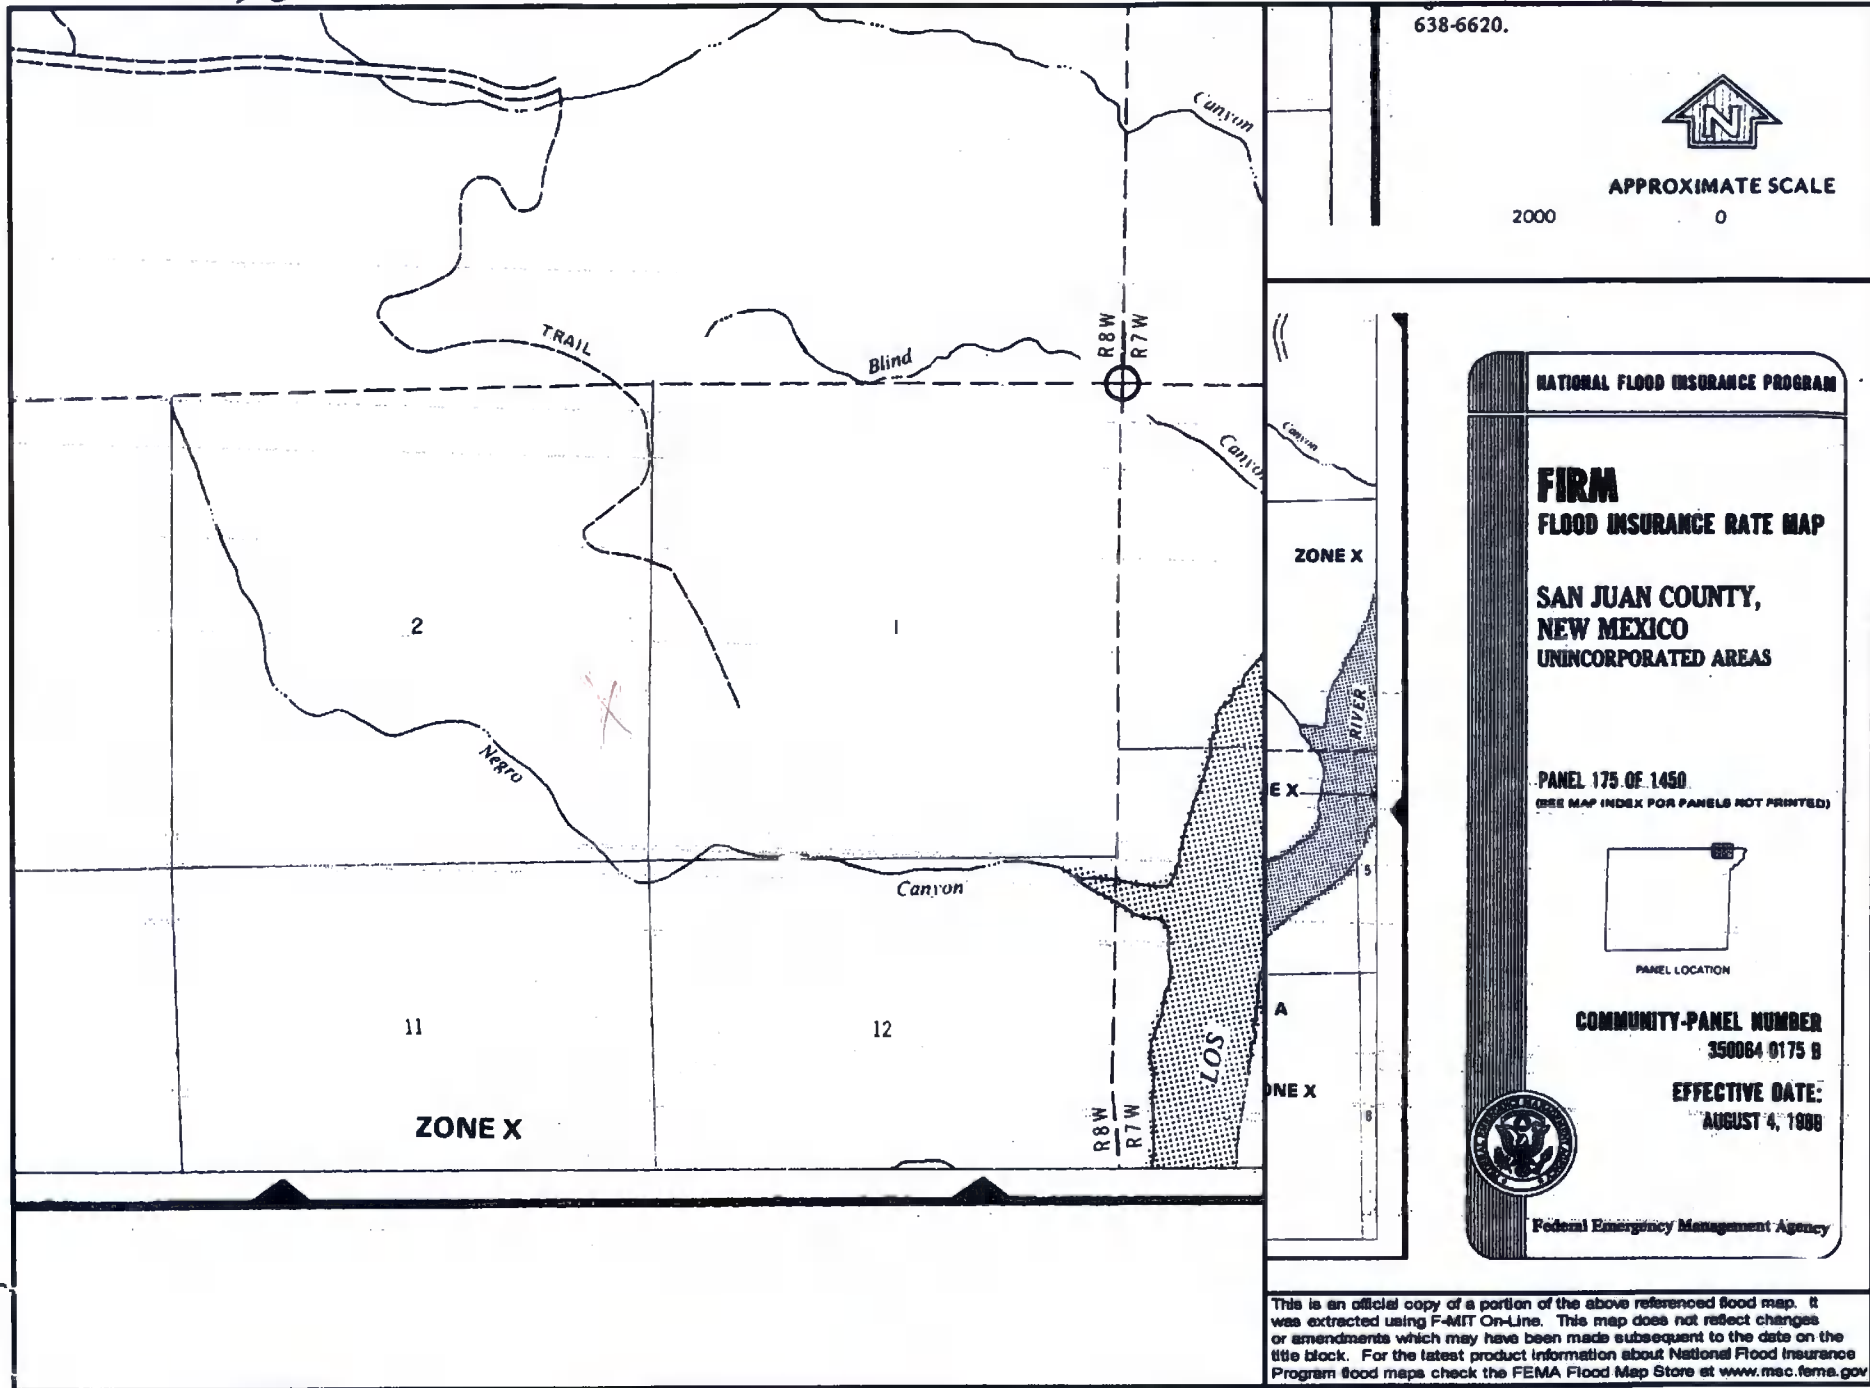 638-6620.
N
APPROXIMATE SCALE
2000 0
Canyon
TRAIL
Blind
R8W
R7W
Canyon
Canyon
NATIONAL FLOOD INSURANCE PROGRAM
FIRM
FLOOD INSURANCE RATE MAP
SAN JUAN COUNTY,
NEW MEXICO
UNINCORPORATED AREAS
ZONE X
2
1
X
RIVER
Negro
E X
PANEL 175 OF 1450
(SEE MAP INDEX FOR PANELS NOT PRINTED)
Canyon
5
PANEL LOCATION
11
12
LOS
A
COMMUNITY-PANEL NUMBER
350064 0175 B
ZONE X
R8W
R7W
ONE X
EFFECTIVE DATE:
AUGUST 4, 1988
Federal Emergency Management Agency
This is an official copy of a portion of the above referenced flood map. It
was extracted using F-MIT On-Line. This map does not reflect changes
or amendments which may have been made subsequent to the date on the
title block. For the latest product information about National Flood Insurance
Program flood maps check the FEMA Flood Map Store at www.msc.fema.gov